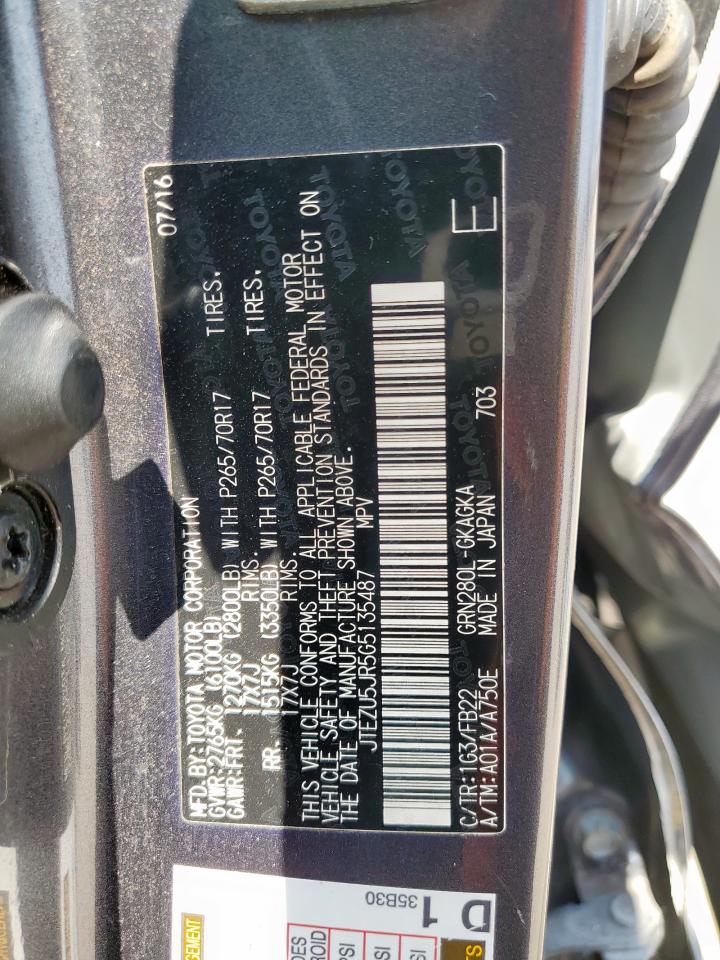 MFD.BY:TOYOTA MOTOR CORPORATION 07/16
GVWR:2765KG (6100LB)
GAWR:FRT. 1270KG (2800LB) WITH P265/70R17 TIRES.
17X7J RIMS.
RR. 1515KG (3350LB) WITH P265/70R17 TIRES.
17X7J RIMS.
THIS VEHICLE CONFORMS TO ALL APPLICABLE FEDERAL MOTOR
VEHICLE SAFETY AND THEFT PREVENTION STANDARDS IN EFFECT ON
THE DATE OF MANUFACTURE SHOWN ABOVE.
JTEZU5JR5G5135487 MPV
C/TR:1G3/FB22 GRN280L-GKAGKA
A/TM:A01A/A750E MADE IN JAPAN 703 E
35B30
D 1